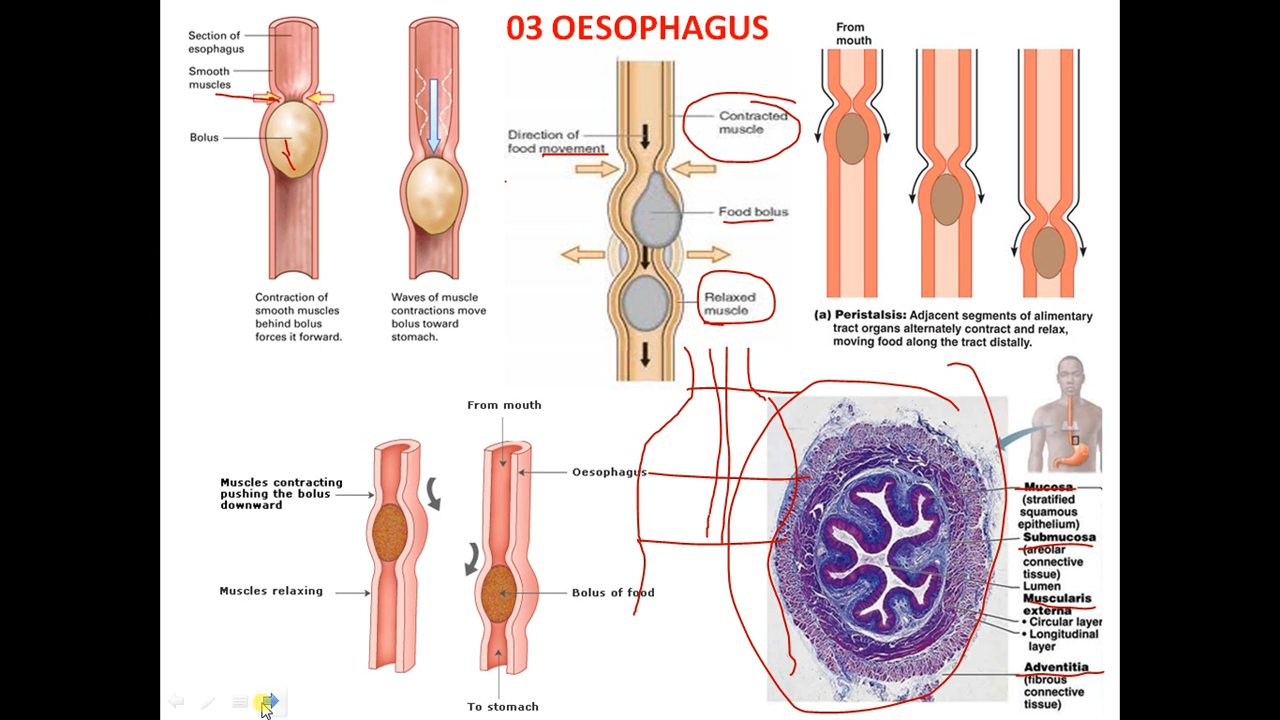 03 OESOPHAGUS
Section of
esophagus
Smooth
muscles
Bolus
Contraction of
smooth muscles
behind bolus
forces it forward.
Waves of muscle
contractions move
bolus toward
stomach.
Direction of
food movement
Contracted
muscle
Food bolus
Relaxed
muscle
From
mouth
(a) Peristalsis: Adjacent segments of alimentary
tract organs alternately contract and relax,
moving food along the tract distally.
Muscles contracting
pushing the bolus
downward
Muscles relaxing
From mouth
Oesophagus
Bolus of food
To stomach
Mucosa
(stratified
squamous
epithelium)
Submucosa
(areolar
connective
tissue)
Lumen
Muscularis
externa
• Circular layer
• Longitudinal
layer
Adventitia
(fibrous
connective
tissue)